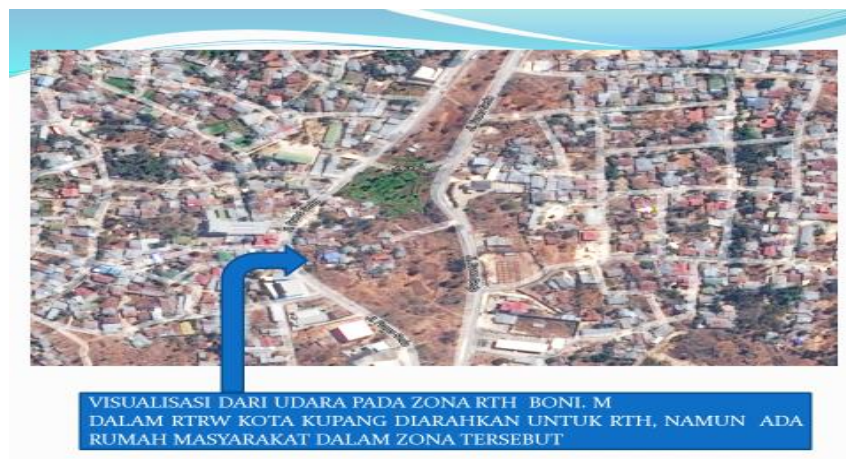 VISUALISASI DARI UDARA PADA ZONA RTH BONI. M
DALAM RTRW KOTA KUPANG DIARAHKAN UNTUK RTH, NAMUN ADA
RUMAH MASYARAKAT DALAM ZONA TERSEBUT